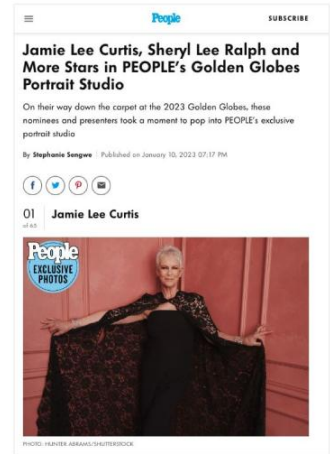 People
SUBSCRIBE
Jamie Lee Curtis, Sheryl Lee Ralph and
More Stars in PEOPLE's Golden Globes
Portrait Studio
On their way down the carpet at the 2023 Golden Globes, these
nominees and presenters took a moment to pop into PEOPLE's exclusive
portrait studio
By Stephanie Sengwe | Published on January 10, 2023 07:17 PM
01
of 65
Jamie Lee Curtis
People
EXCLUSIVE
PHOTOS
PHOTO: HUNTER ABRAMS/SHUTTERSTOCK